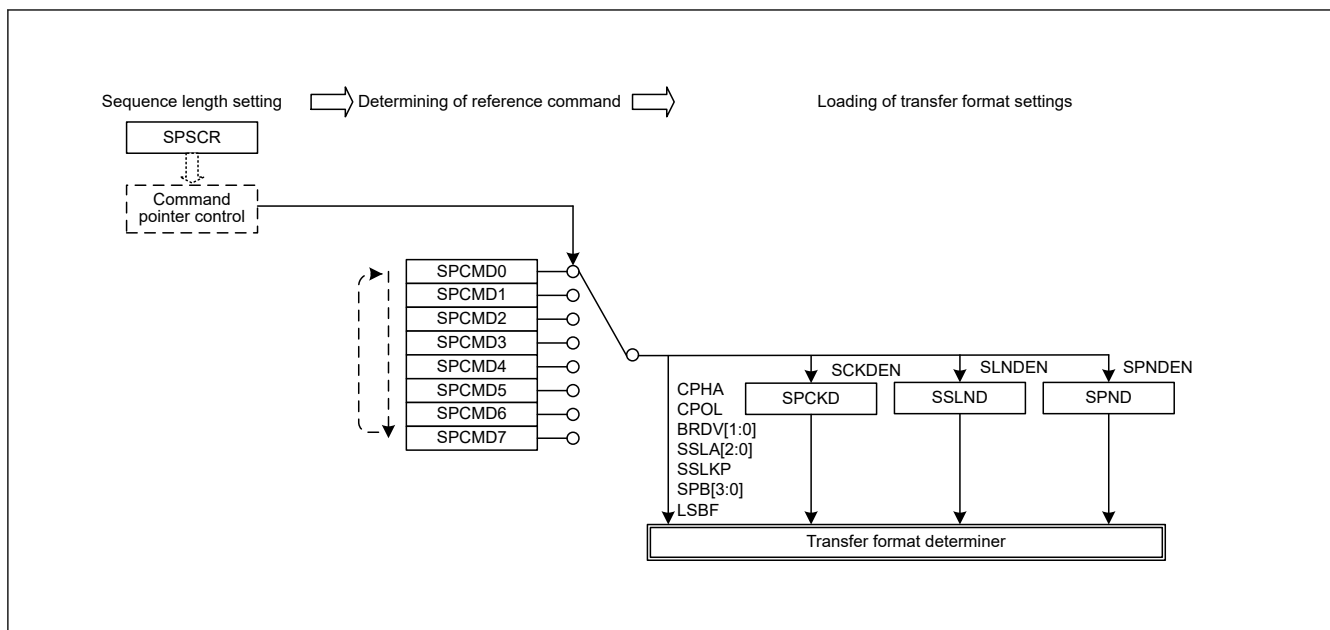 Sequence length setting
Determining of reference command
Loading of transfer format settings
SPSCR
Command
pointer control
SPCMD0
SPCMD1
SPCMD2
SPCMD3
SPCMD4
SPCMD5
SPCMD6
SPCMD7
CPHA
CPOL
BRDV[1:0]
SSLA[2:0]
SSLKP
SPB[3:0]
LSBF
SCKDEN
SPCKD
SLNDEN
SSLND
SPNDEN
SPND
Transfer format determiner